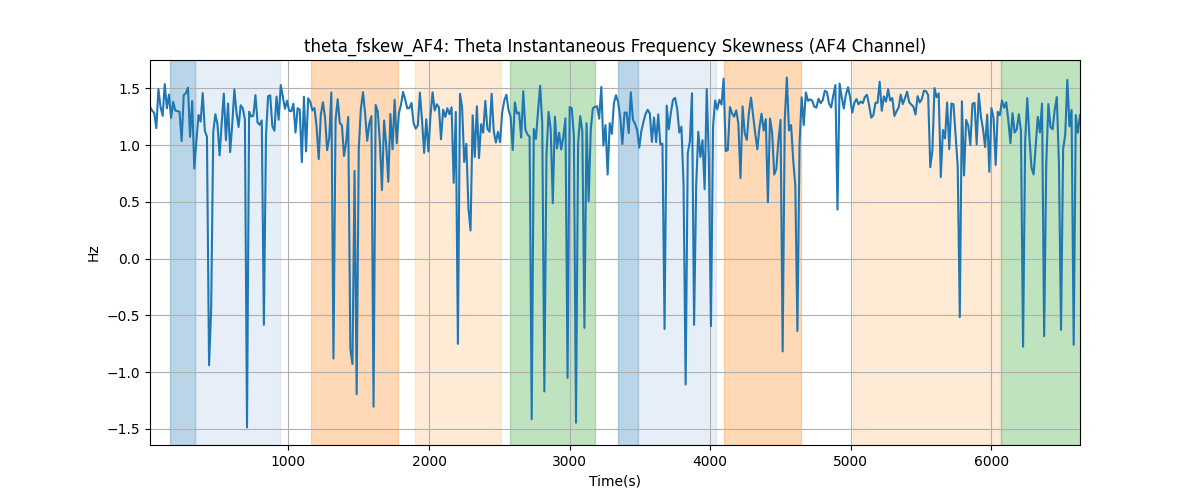 theta_fskew_AF4: Theta Instantaneous Frequency Skewness (AF4 Channel)
1.5
1.0
0.5
0.0
−0.5
−1.0
−1.5
Hz
1000 2000 3000 4000 5000 6000
Time(s)